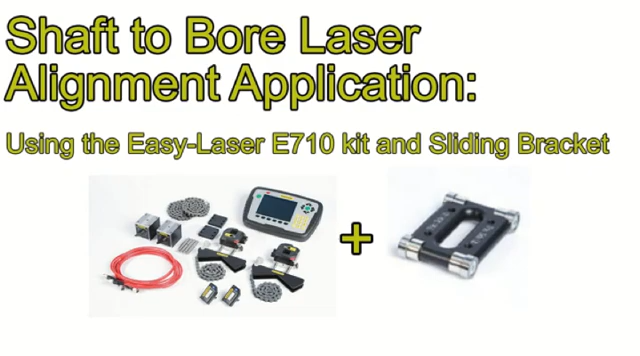 Shaft to Bore Laser
Alignment Application:
Using the Easy-Laser E710 kit and Sliding Bracket
+